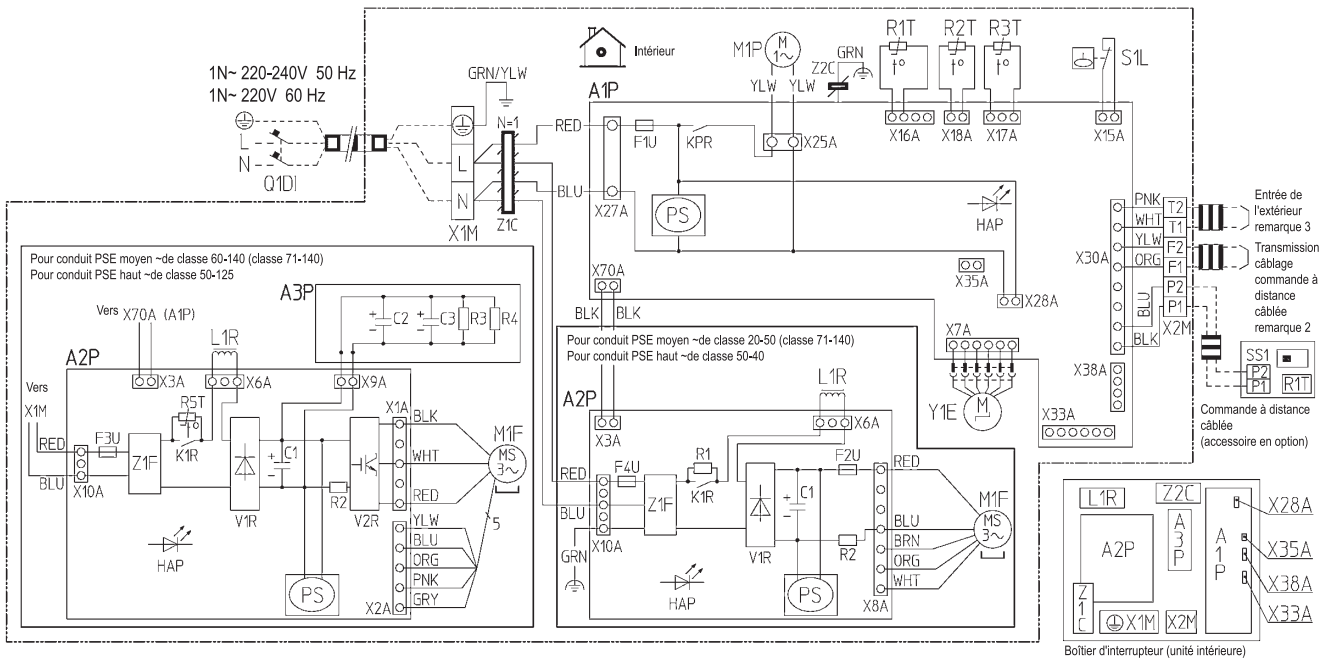 Intérieur
1N~ 220-240V 50 Hz
1N~ 220V 60 Hz
L
N
Q1DI
GRN/YLW
N=1
L
N
X1M
Z1C
RED
BLU
A1P
X27A
F1U
KPR
M1P
M
1~
YLW
YLW
Z2C
GRN
X25A
PS
HAP
R1T
R2T
R3T
t°
t°
t°
X16A
X18A
X17A
S1L
X15A
X35A
X28A
X70A
BLK
BLK
X7A
Y1E
M
X33A
X38A
X30A
PNK
WHT
YLW
ORG
BLU
BLK
T2
T1
F2
F1
P2
P1
X2M
Entrée de
l'extérieur
remarque 3
Transmission
câblage
commande à
distance
câblée
remarque 2
SS1
P2
P1
R1T
Commande à distance
câblée
(accessoire en option)
Pour conduit PSE moyen ~de classe 60-140 (classe 71-140)
Pour conduit PSE haut ~de classe 50-125
A3P
C2
C3
R3
R4
Vers X70A (A1P)
L1R
A2P
X3A
X6A
X9A
Vers
X1M
RED
BLU
X10A
F3U
Z1F
R5T
t°
K1R
V1R
C1
R2
V2R
PS
HAP
X1A
BLK
WHT
RED
M1F
MS
3~
5
YLW
BLU
ORG
PNK
GRY
X2A
Pour conduit PSE moyen ~de classe 20-50 (classe 71-140)
Pour conduit PSE haut ~de classe 50-40
A2P
X3A
L1R
X6A
RED
BLU
GRN
X10A
F4U
Z1F
R1
K1R
V1R
C1
F2U
R2
PS
HAP
X8A
RED
BLU
BRN
ORG
WHT
M1F
MS
3~
L1R
Z2C
A2P
A3P
A1P
Z1C
X1M
X2M
X28A
X35A
X38A
X33A
Boîtier d'interrupteur (unité intérieure)